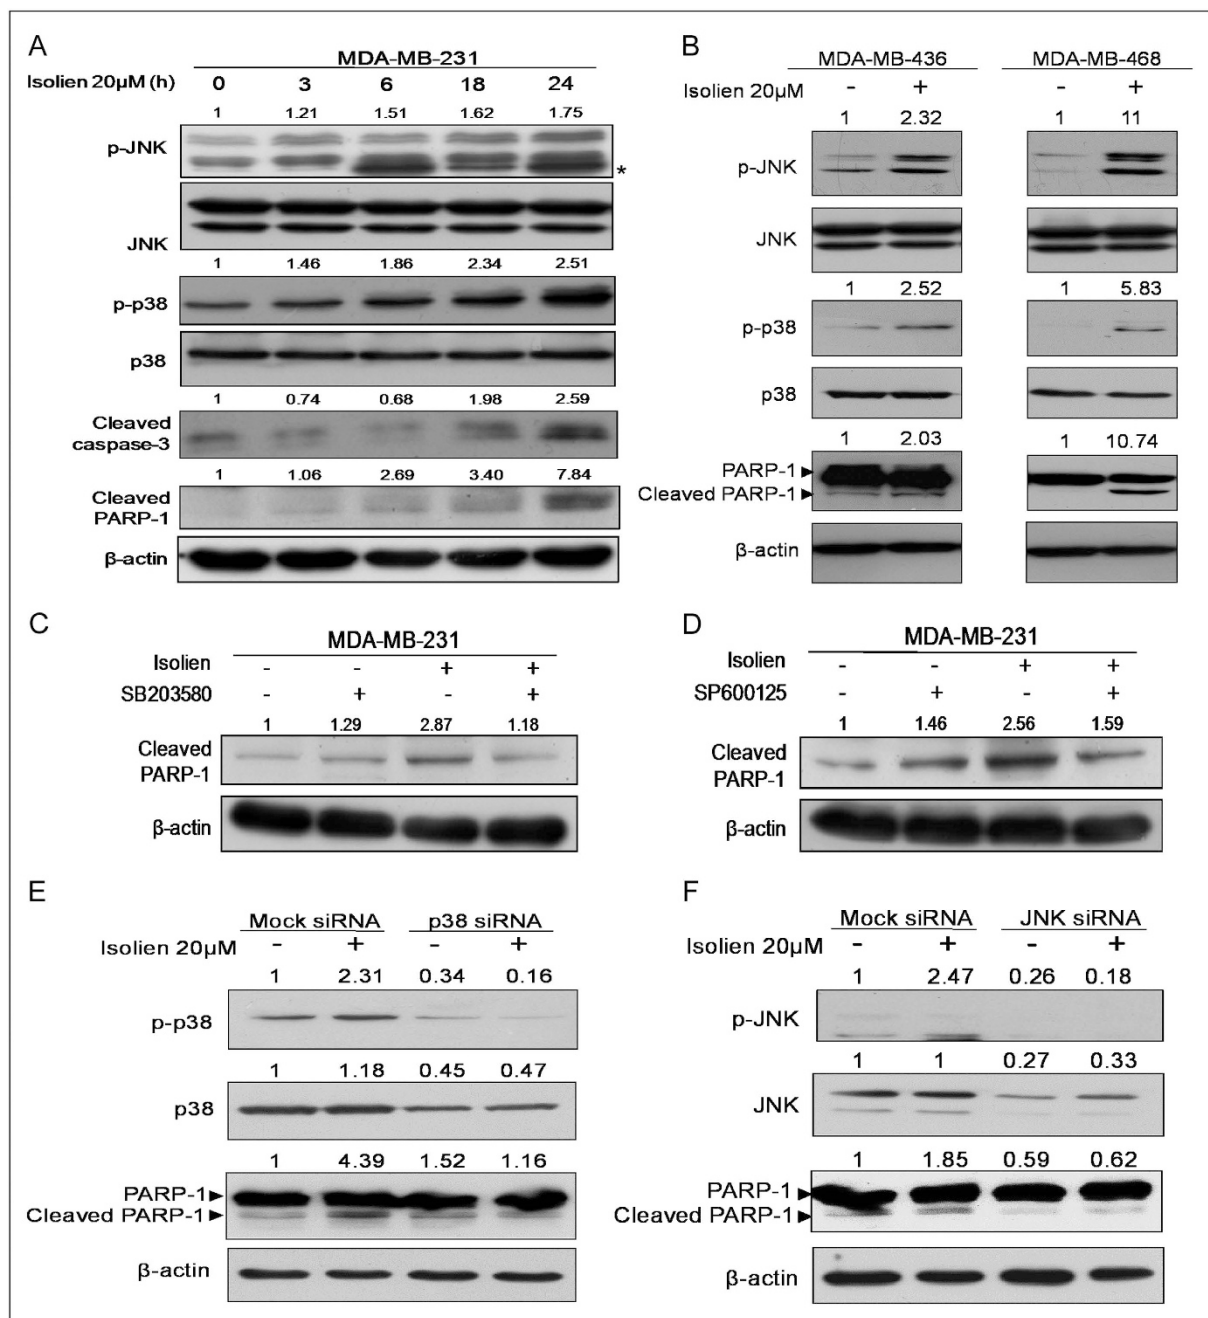 A
MDA-MB-231
Isolien 20µM (h) 0 3 6 18 24
1 1.21 1.51 1.62 1.75
p-JNK
*
JNK
1 1.46 1.86 2.34 2.51
p-p38
p38
1 0.74 0.68 1.98 2.59
Cleaved
caspase-3
1 1.06 2.69 3.40 7.84
Cleaved
PARP-1
β-actin
B
MDA-MB-436 MDA-MB-468
Isolien 20µM - + - +
1 2.32 1 11
p-JNK
JNK
1 2.52 1 5.83
p-p38
p38
1 2.03 1 10.74
PARP-1
Cleaved PARP-1
β-actin
C
MDA-MB-231
Isolien - - + +
SB203580 - + - +
1 1.29 2.87 1.18
Cleaved
PARP-1
β-actin
D
MDA-MB-231
Isolien - - + +
SP600125 - + - +
1 1.46 2.56 1.59
Cleaved
PARP-1
β-actin
E
Mock siRNA p38 siRNA
Isolien 20µM - + - +
1 2.31 0.34 0.16
p-p38
1 1.18 0.45 0.47
p38
1 4.39 1.52 1.16
PARP-1
Cleaved PARP-1
β-actin
F
Mock siRNA JNK siRNA
Isolien 20µM - + - +
1 2.47 0.26 0.18
p-JNK
1 1 0.27 0.33
JNK
1 1.85 0.59 0.62
PARP-1
Cleaved PARP-1
β-actin